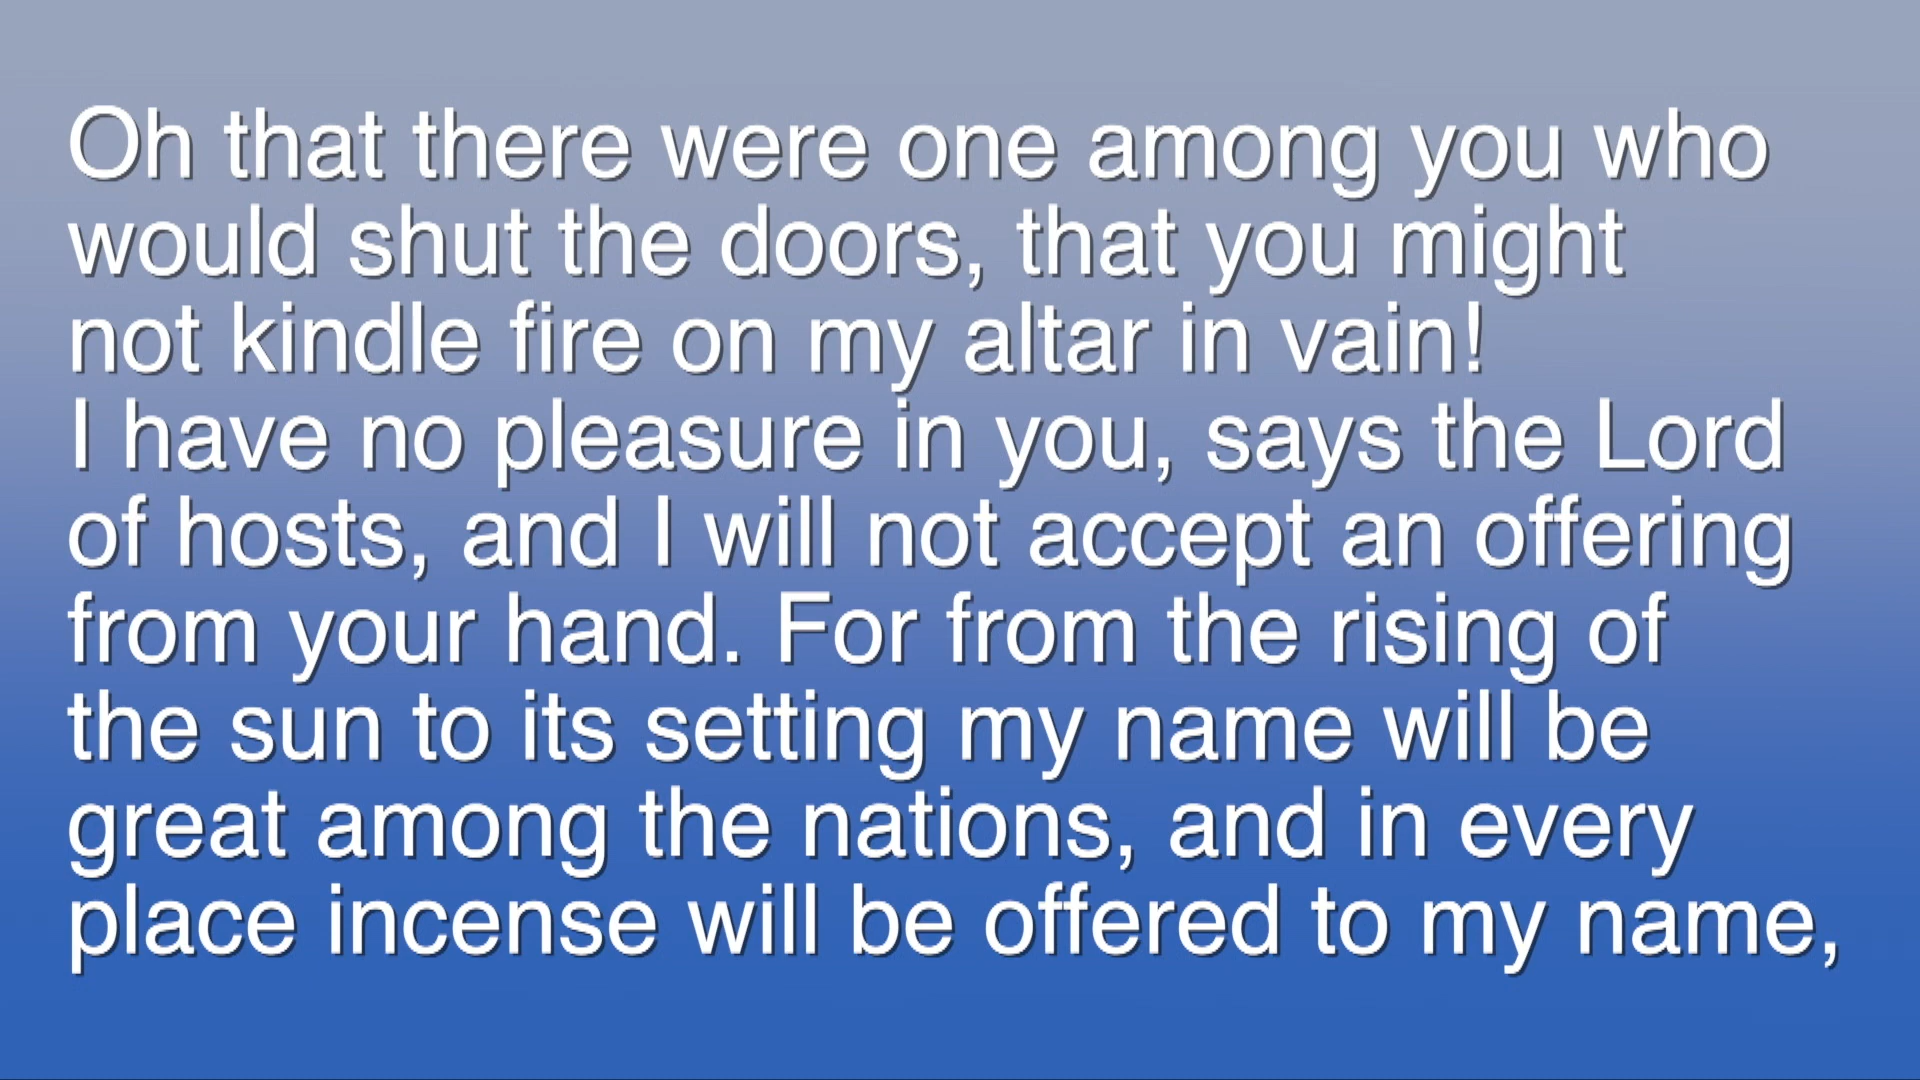 Oh that there were one among you who
would shut the doors, that you might
not kindle fire on my altar in vain!
I have no pleasure in you, says the Lord
of hosts, and I will not accept an offering
from your hand. For from the rising of
the sun to its setting my name will be
great among the nations, and in every
place incense will be offered to my name,